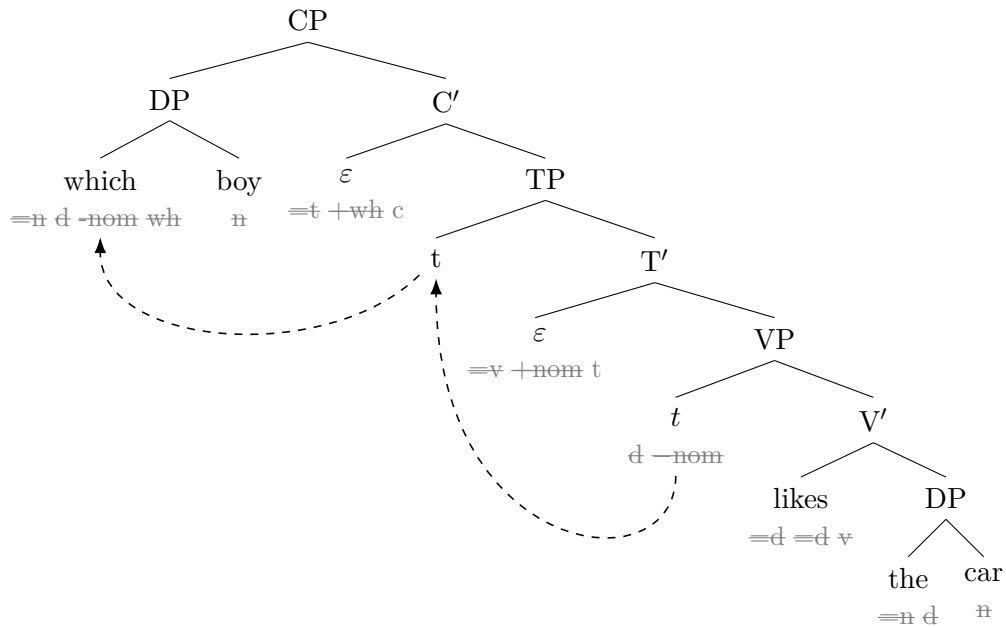 CP
DP C′
which boy ε TP
=n d -nom wh n =t +wh c
t T′
ε VP
=v +nom t
t V′
d −nom
likes DP
=d =d v
the car
=n d n